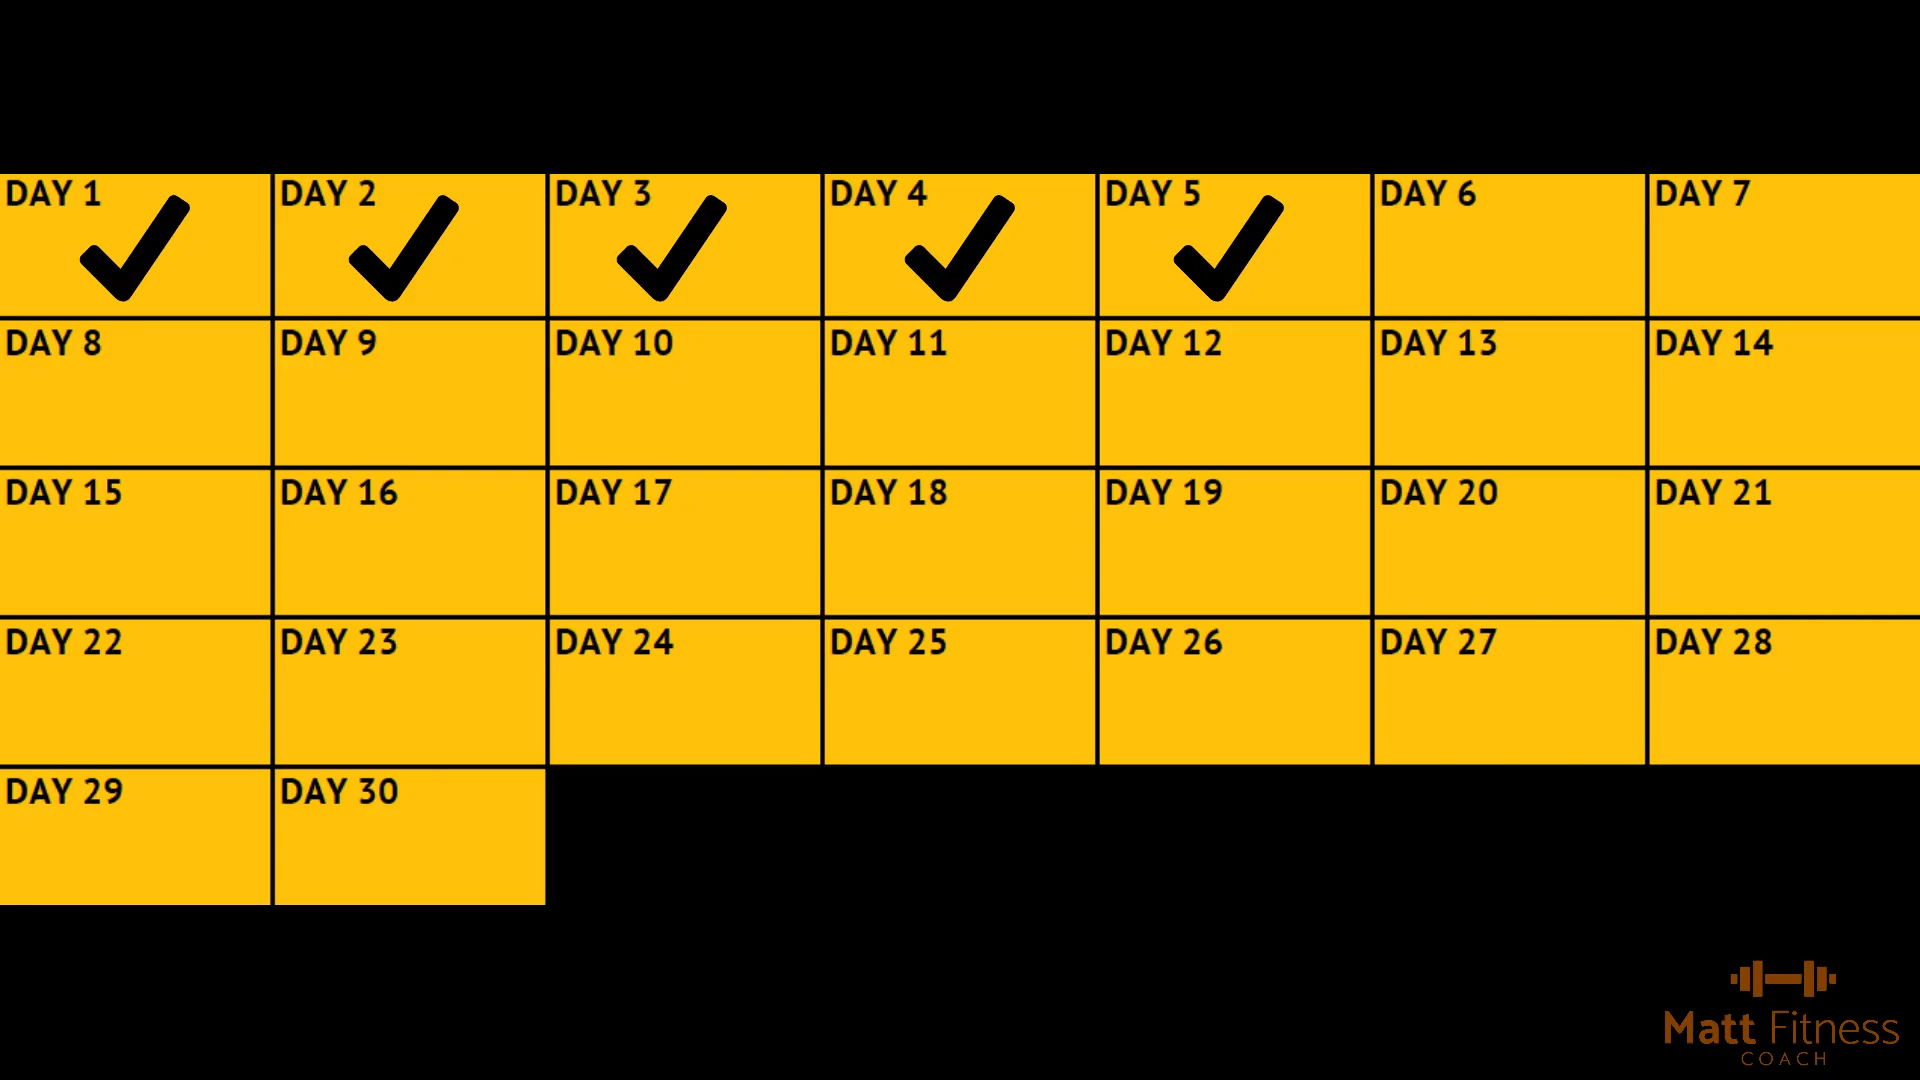 DAY 1 DAY 2 DAY 3 DAY 4 DAY 5 DAY 6 DAY 7
DAY 8 DAY 9 DAY 10 DAY 11 DAY 12 DAY 13 DAY 14
DAY 15 DAY 16 DAY 17 DAY 18 DAY 19 DAY 20 DAY 21
DAY 22 DAY 23 DAY 24 DAY 25 DAY 26 DAY 27 DAY 28
DAY 29 DAY 30
Matt Fitness
COACH